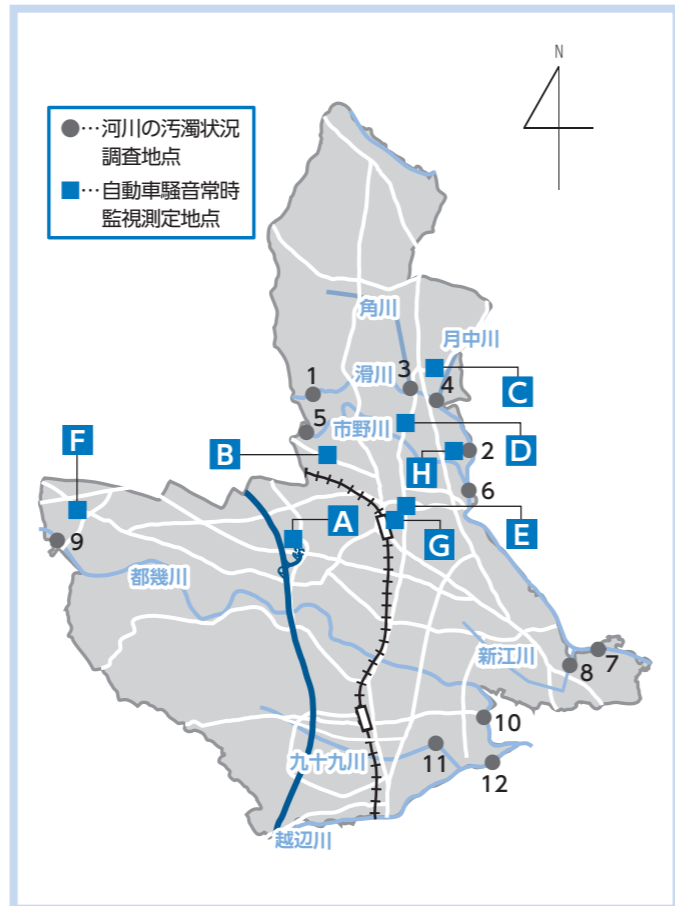 N
●…河川の汚濁状況
調査地点
■…自動車騒音常時
監視測定地点
角川
月中川
滑川
3
1
4
C
5
市野川
D
B
H
2
F
6
A
E
G
9
都幾川
新江川
7
8
10
九十九川
11
12
越辺川